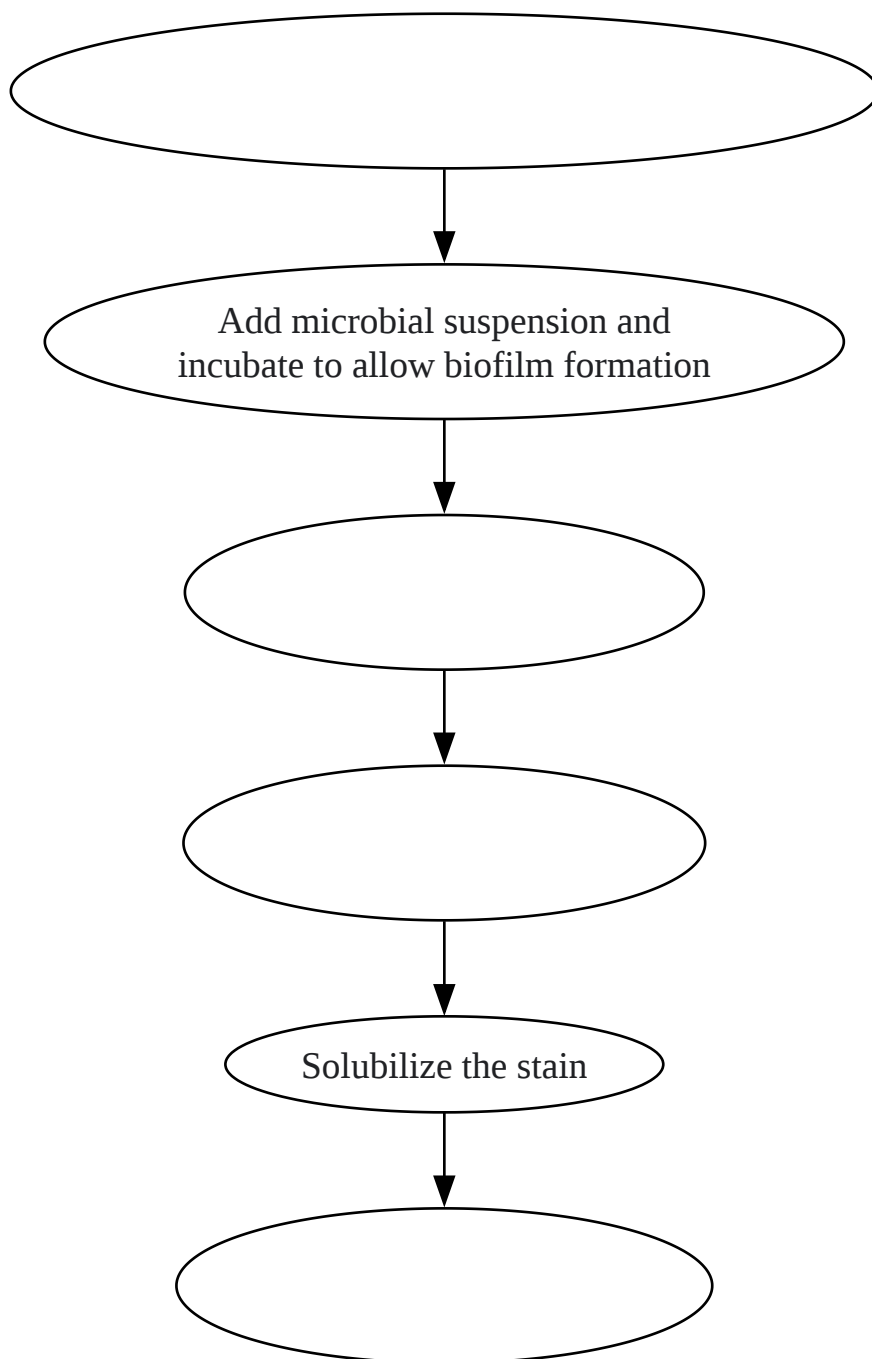 Add microbial suspension and
incubate to allow biofilm formation
Solubilize the stain